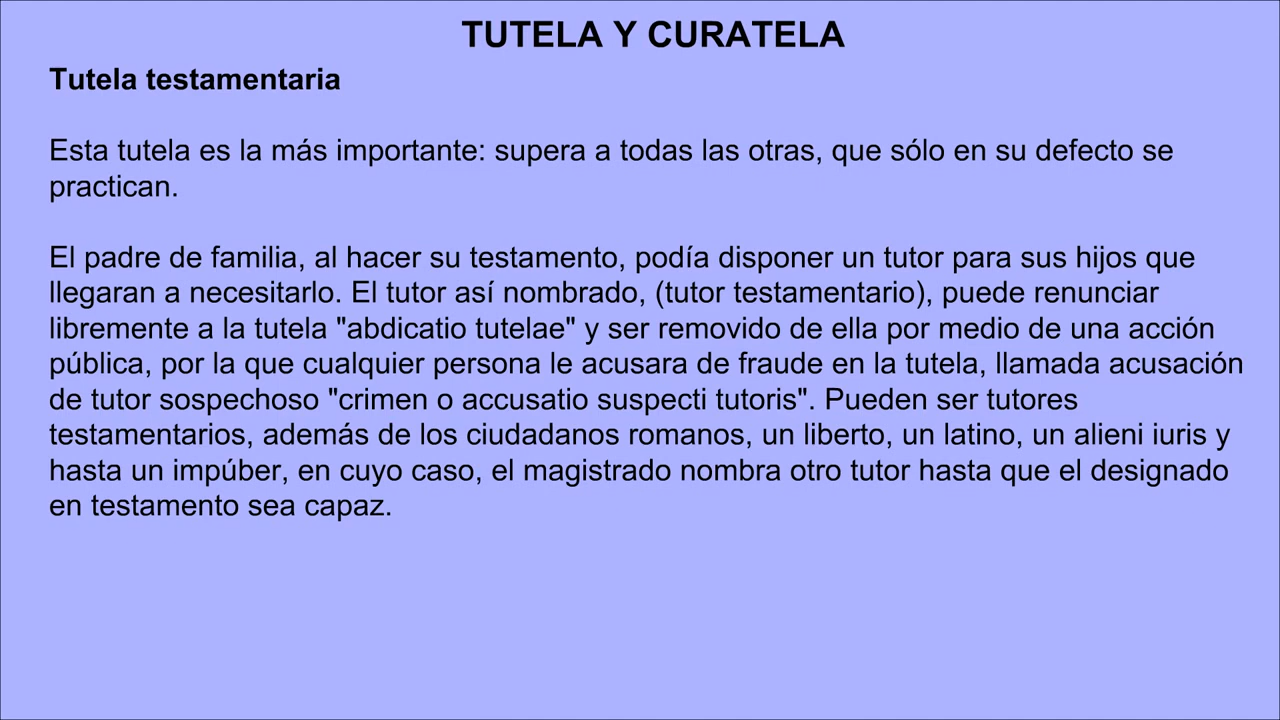 TUTELA Y CURATELA
Tutela testamentaria
Esta tutela es la más importante: supera a todas las otras, que sólo en su defecto se
practican.
El padre de familia, al hacer su testamento, podía disponer un tutor para sus hijos que
llegaran a necesitarlo. El tutor así nombrado, (tutor testamentario), puede renunciar
libremente a la tutela "abdicatio tutelae" y ser removido de ella por medio de una acción
pública, por la que cualquier persona le acusara de fraude en la tutela, llamada acusación
de tutor sospechoso "crimen o accusatio suspecti tutoris". Pueden ser tutores
testamentarios, además de los ciudadanos romanos, un liberto, un latino, un alieni iuris y
hasta un impúber, en cuyo caso, el magistrado nombra otro tutor hasta que el designado
en testamento sea capaz.